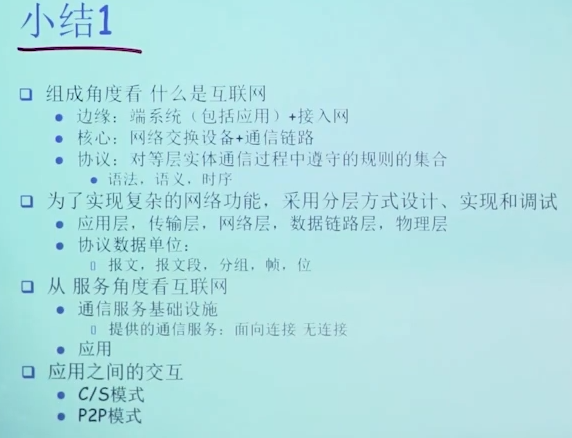 小结1
组成角度看 什么是互联网
边缘：端系统（包括应用）+接入网
核心：网络交换设备+通信链路
协议：对等层实体通信过程中遵守的规则的集合
语法，语义，时序
为了实现复杂的网络功能，采用分层方式设计、实现和调试
应用层，传输层，网络层，数据链路层，物理层
协议数据单位：
报文，报文段，分组，帧，位
从 服务角度看互联网
通信服务基础设施
提供的通信服务：面向连接 无连接
应用
应用之间的交互
C/S模式
P2P模式